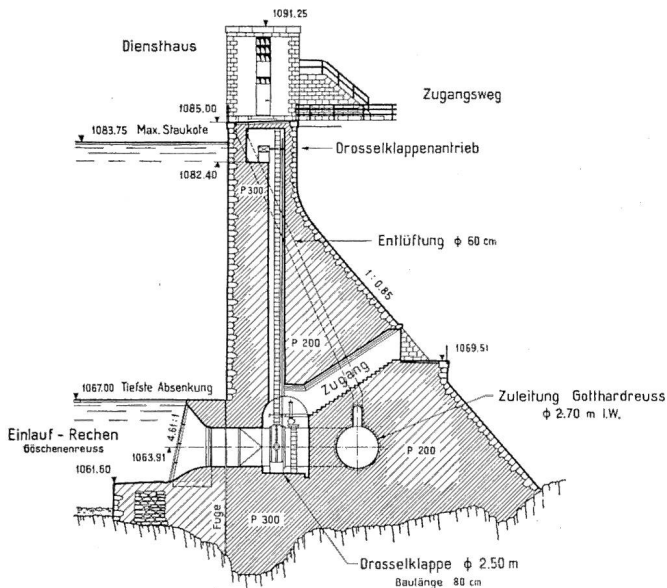 1091.25
Diensthaus
Zugangsweg
1085.00
1083.75 Max. Staukote
Drosselklappenantrieb
1082.40
P 300
Entlüftung ϕ 60 cm
1 : 0.85
P 200
1069.51
Zugang
1067.00 Tiefste Absenkung
Zuleitung Gotthardreuss
ϕ 2.70 m l.W.
4.61:1
Einlauf - Rechen
Göschenenreuss
1063.91
P 200
1061.60
Fuge
P 300
Drosselklappe ϕ 2.50 m
Baulänge 80 cm